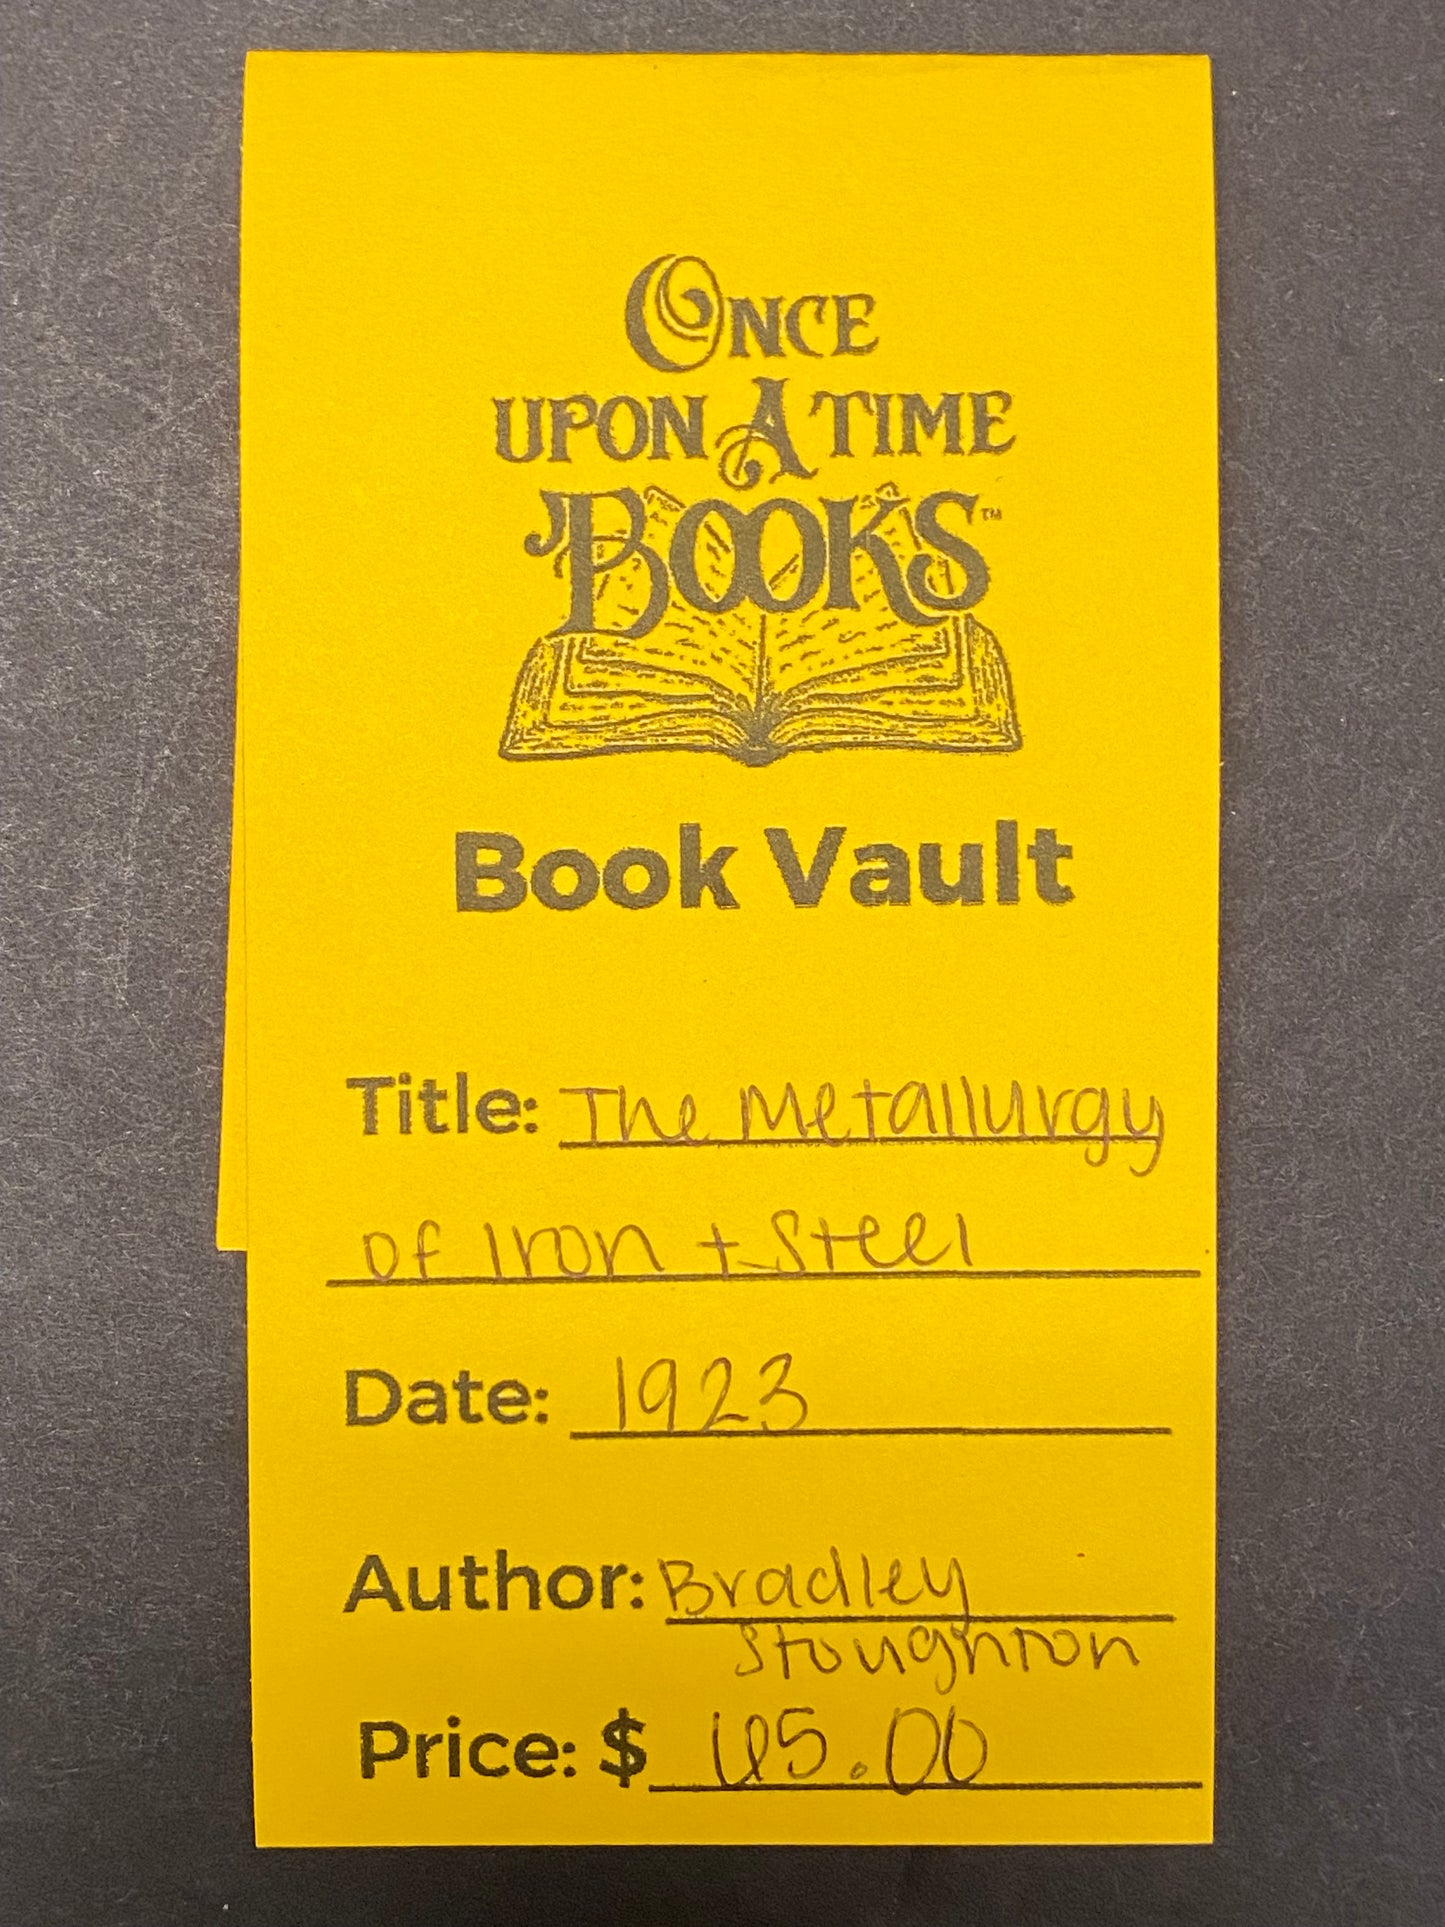 ONCE
UPON A TIME
BOOKS™
Book Vault
Title: The Metallurgy
of Iron + Steel
Date: 1923
Author: Bradley
Stoughton
Price: $ 65.00